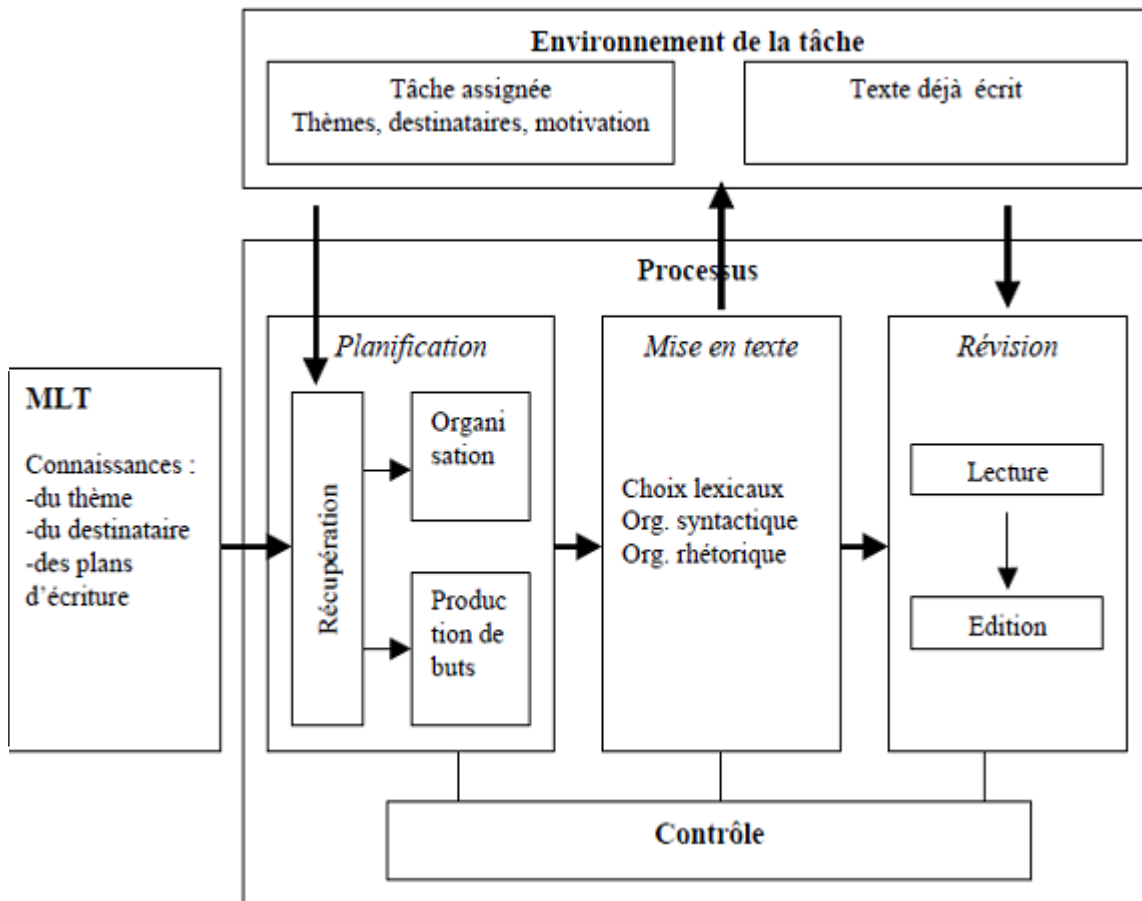 Environnement de la tâche
Tâche assignée
Thèmes, destinataires, motivation
Texte déjà écrit
Processus
Planification
Mise en texte
Révision
MLT
Connaissances :
-du thème
-du destinataire
-des plans
d’écriture
Récupération
Organi
sation
Produc
tion de
buts
Choix lexicaux
Org. syntactique
Org. rhétorique
Lecture
Edition
Contrôle